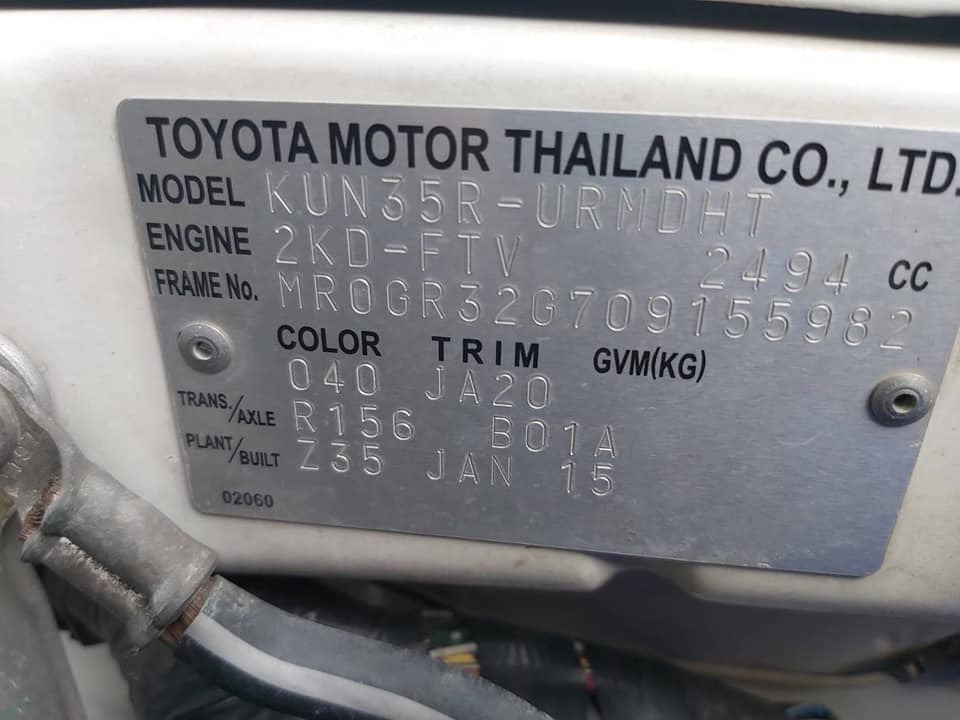 TOYOTA MOTOR THAILAND CO., LTD.
MODEL KUN35R-URMDHT
ENGINE 2KD-FTV 2494 CC
FRAME No. MR0GR32G709155982
COLOR TRIM GVM(KG)
040 JA20
TRANS./AXLE R156 B01A
PLANT/BUILT Z35 JAN 15
02060